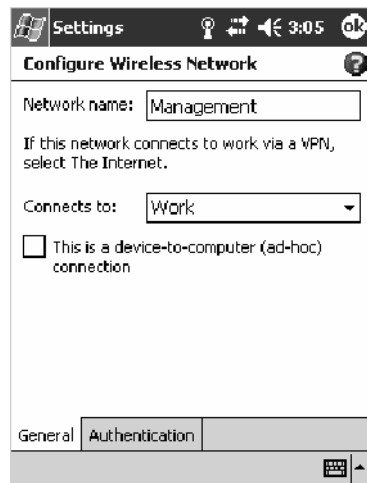 Settings 3:05 ok
Configure Wireless Network ?
Network name: Management
If this network connects to work via a VPN,
select The Internet.
Connects to: Work
This is a device-to-computer (ad-hoc)
connection
General Authentication